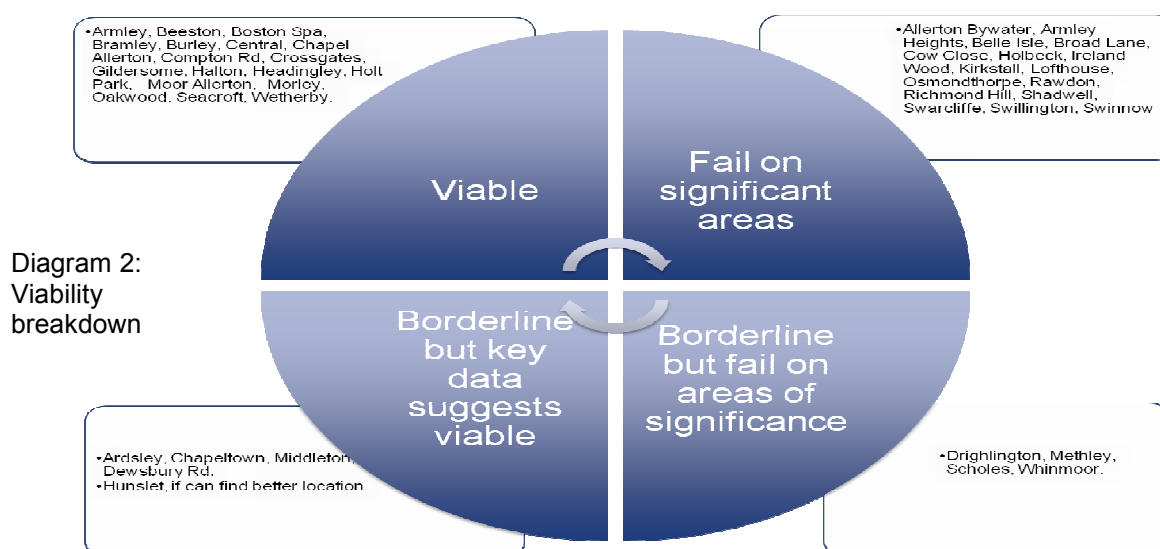 •Armley, Beeston, Boston Spa,
Bramley, Burley, Central, Chapel
Allerton, Compton Rd, Crossgates,
Gildersome, Halton, Headingley, Holt
Park, Moor Allerton, Morley,
Oakwood, Seacroft, Wetherby.
•Allerton Bywater, Armley
Heights, Belle Isle, Broad Lane,
Cow Close, Holbeck, Ireland
Wood, Kirkstall, Lofthouse,
Osmondthorpe, Rawdon,
Richmond Hill, Shadwell,
Swarcliffe, Swillington, Swinnow
Viable
Fail on
significant
areas
Diagram 2:
Viability
breakdown
Borderline
but key
data
suggests
viable
Borderline
but fail on
areas of
significance
•Ardsley, Chapeltown, Middleton,
Dewsbury Rd.
•Hunslet, if can find better location
•Drighlington, Methley,
Scholes, Whinmoor.